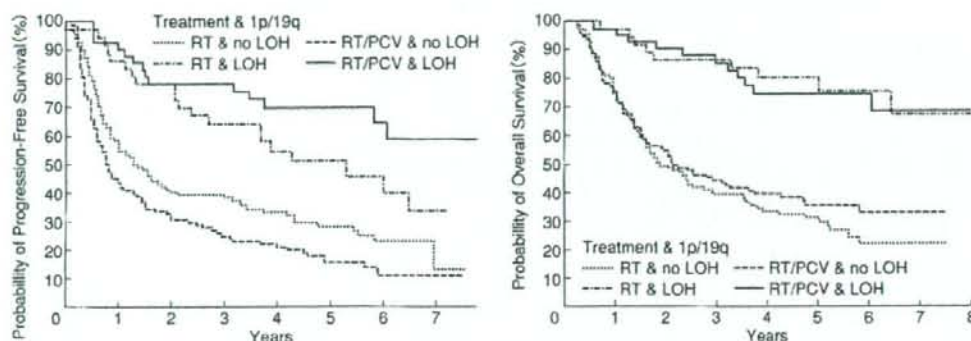 Probability of Progression-Free Survival (%)
100
90
80
70
60
50
40
30
20
10
Treatment & 1p/19q
RT & no LOH
RT & LOH
RT/PCV & no LOH
RT/PCV & LOH
0 1 2 3 4 5 6 7
Years
Probabillity of Overall Survival (%)
100
90
80
70
60
50
40
30
20
10
Treatment & 1p/19q
RT & no LOH
RT & LOH
RT/PCV & no LOH
RT/PCV & LOH
0 1 2 3 4 5 6 7 8
Years